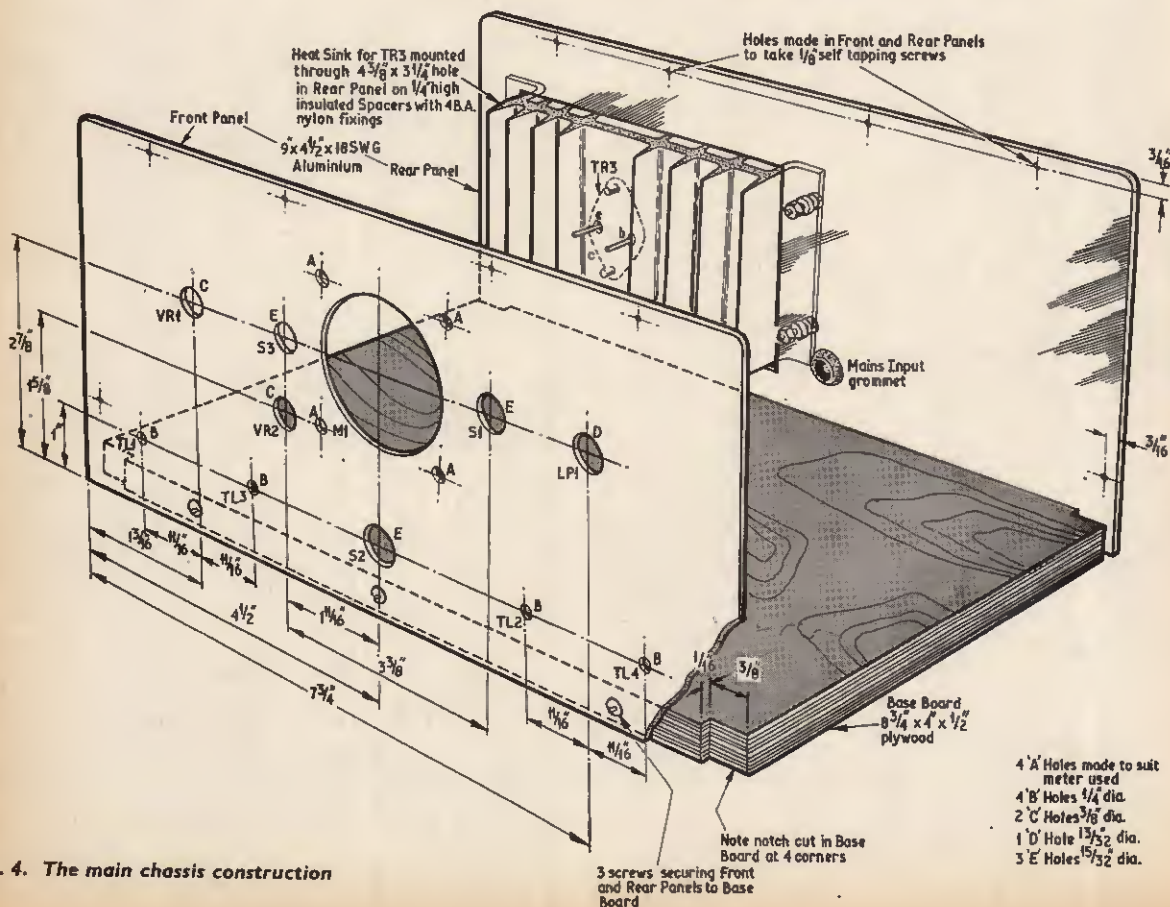 Holes made in Front and Rear Panels
to take 1/8" self tapping screws
Heat Sink for TR3 mounted
through 4 3/8" x 3 1/4" hole
in Rear Panel on 1/4" high
insulated Spacers with 4B.A.
nylon fixings
Front Panel
9" x 4 1/2" x 18 SWG
Aluminium
Rear Panel
3/16"
TR3
e
b
c
A
C
VR1
E
S3
A
2 7/8"
1 5/8"
1"
Mains Input
grommet
C
VR2
A
M1
E
S1
D
LP1
3/16"
TL1
B
A
TL3
B
E
S2
1 3/16"
11/16"
11/16"
4 1/2"
1 11/16"
TL2
B
3 3/8"
TL4
B
1/16"
3/8"
7 3/4"
11/16"
11/16"
Base Board
8 3/4" x 4" x 1/2"
plywood
4 'A' Holes made to suit
meter used
4 'B' Holes 1/4" dia.
2 'C' Holes 3/8" dia.
1 'D' Hole 13/32" dia.
3 'E' Holes 15/32" dia.
Note notch cut in Base
Board at 4 corners
3 screws securing Front
and Rear Panels to Base
Board
. 4. The main chassis construction